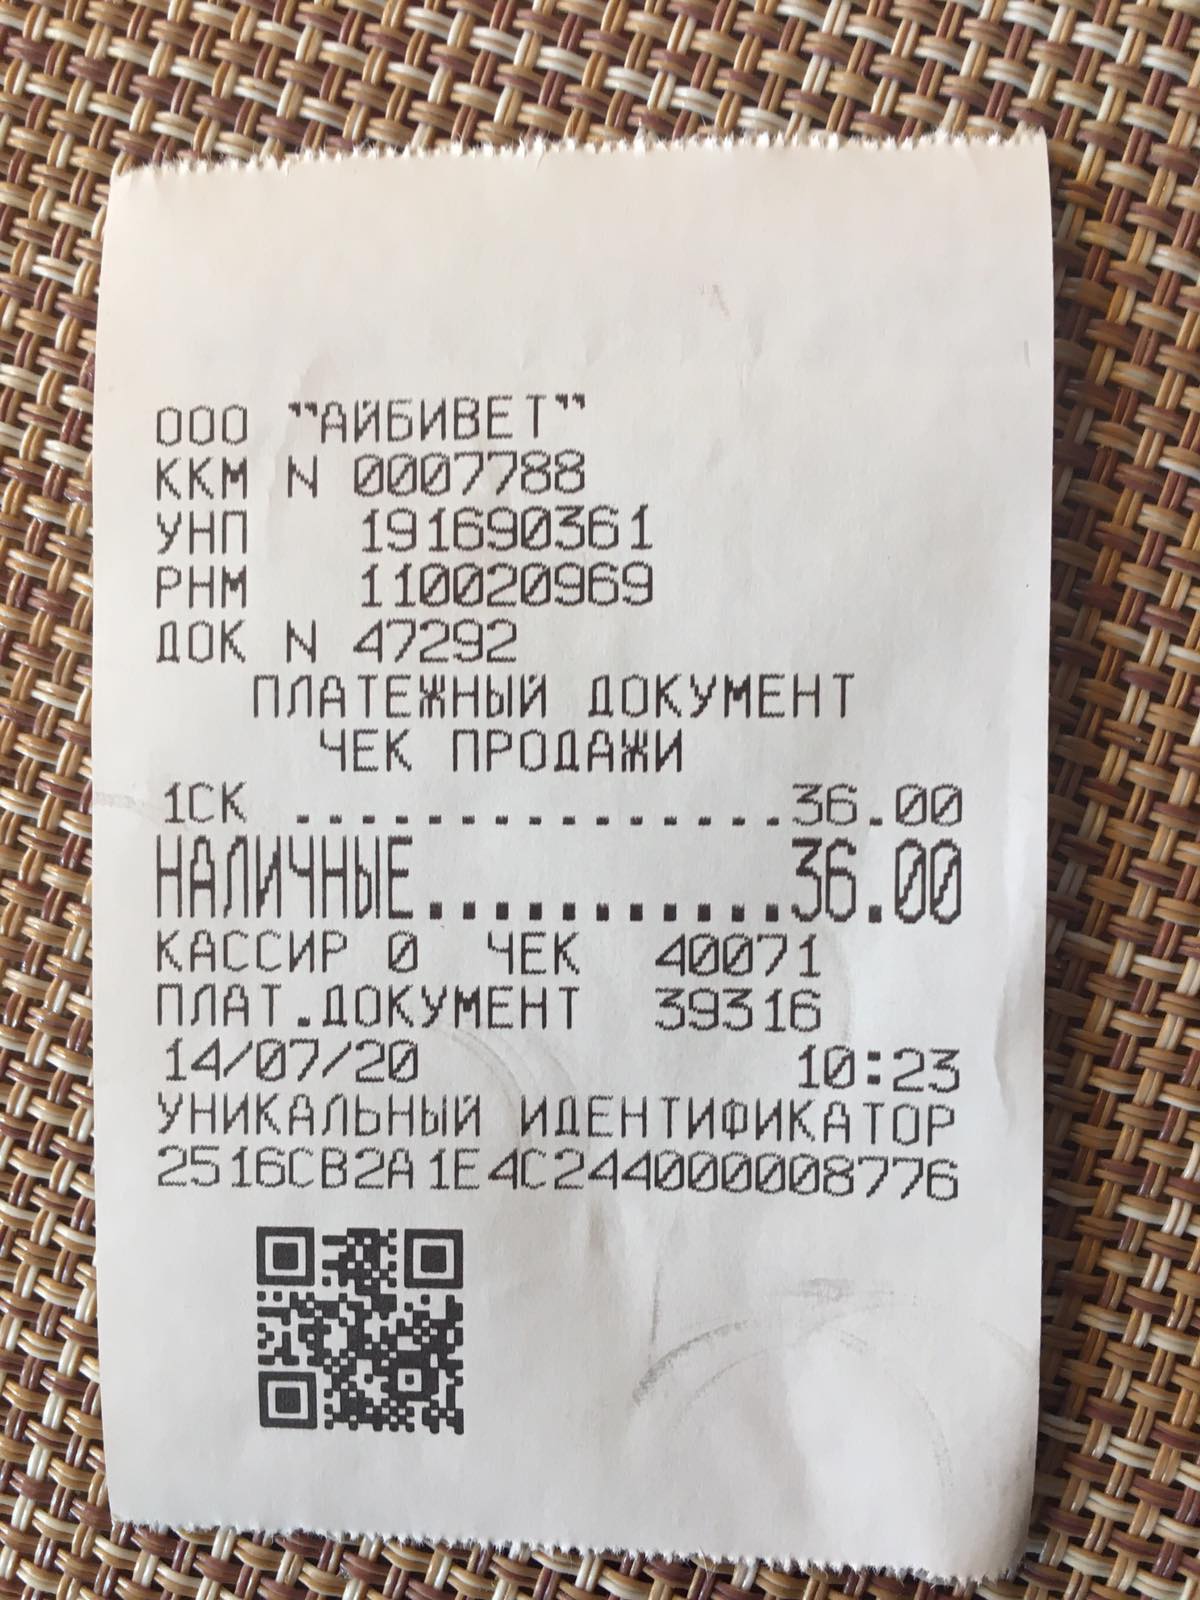 ООО "АЙБИВЕТ"
ККМ N 0007788
УНП 191690361
РНМ 110020969
ДОК N 47292
ПЛАТЕЖНЫЙ ДОКУМЕНТ
ЧЕК ПРОДАЖИ
1СК ...............36.00
НАЛИЧНЫЕ...........36.00
КАССИР 0 ЧЕК 40071
ПЛАТ.ДОКУМЕНТ 39316
14/07/20 10:23
УНИКАЛЬНЫЙ ИДЕНТИФИКАТОР
2516CB2A1E4C244000008776